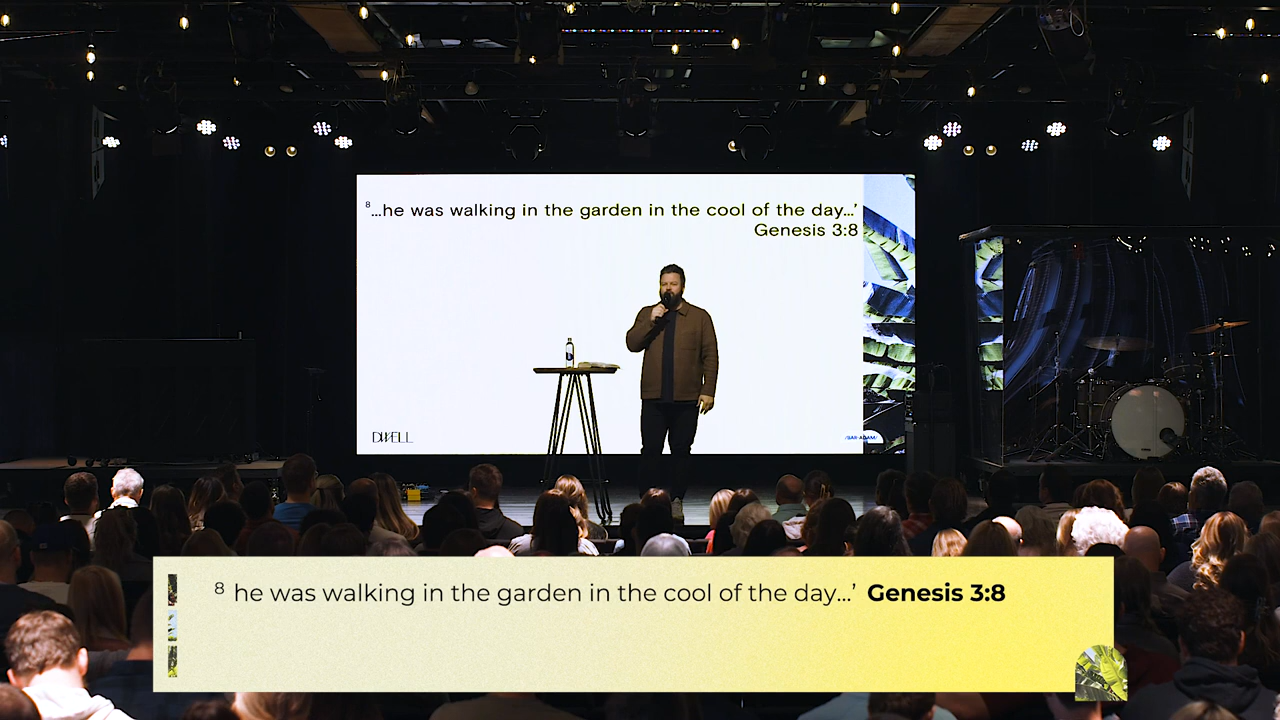 ⁸...he was walking in the garden in the cool of the day...’
Genesis 3:8
DWELL
⁸ he was walking in the garden in the cool of the day...’ Genesis 3:8